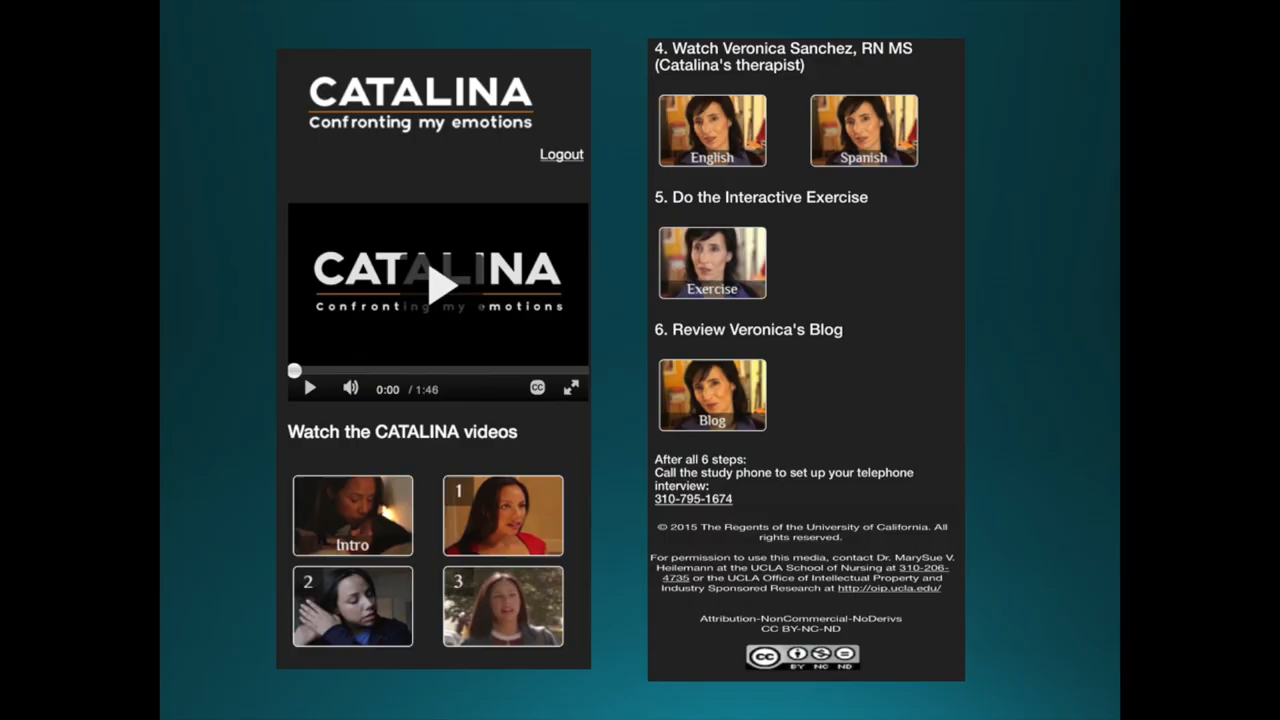 CATALINA
Confronting my emotions
Logout
CATALINA
Confronting my emotions
0:00 / 1:46
CC
Watch the CATALINA videos
Intro
1
2
3
4. Watch Veronica Sanchez, RN MS
(Catalina's therapist)
English
Spanish
5. Do the Interactive Exercise
Exercise
6. Review Veronica's Blog
Blog
After all 6 steps:
Call the study phone to set up your telephone
interview:
310-795-1674
© 2015 The Regents of the University of California. All
rights reserved.
For permission to use this media, contact Dr. MarySue V.
Heilemann at the UCLA School of Nursing at 310-206-
4735 or the UCLA Office of Intellectual Property and
Industry Sponsored Research at http://oip.ucla.edu/
Attribution-NonCommercial-NoDerivs
CC BY-NC-ND
CC
BY NC ND